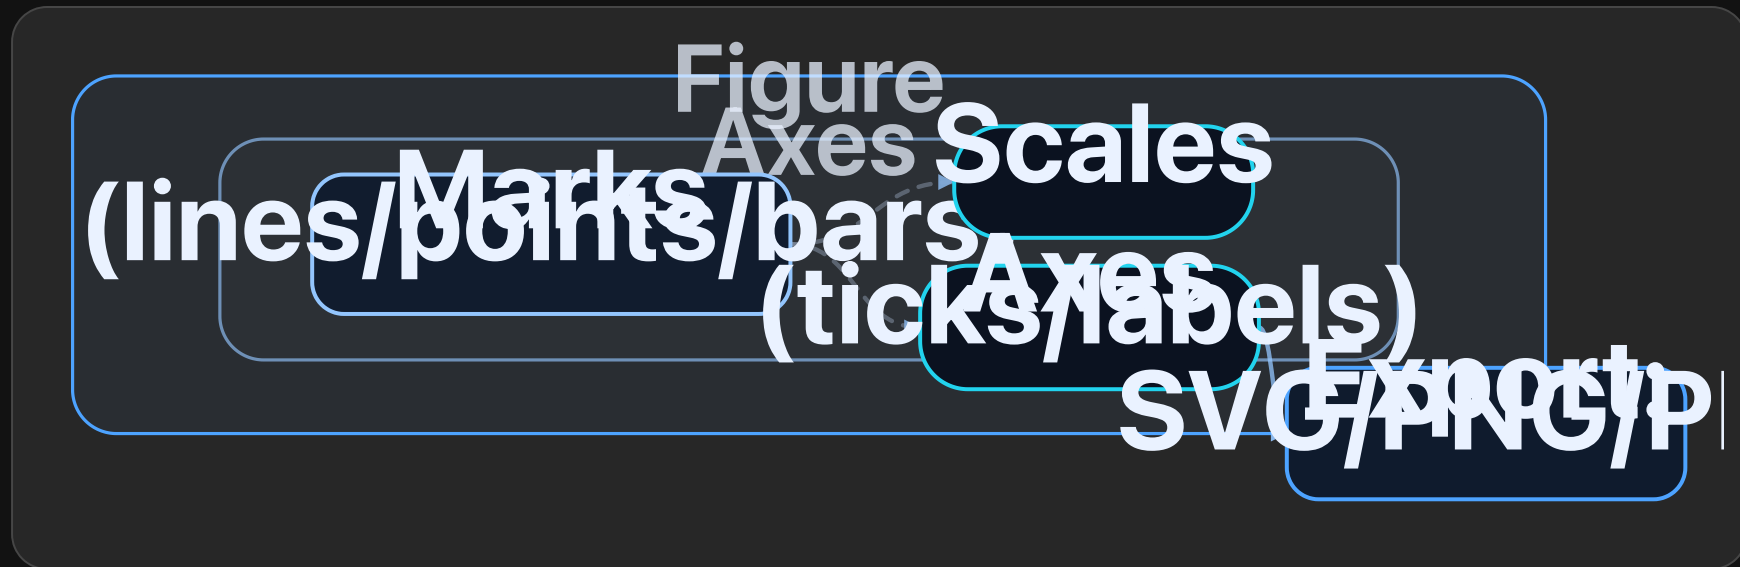 Figure
Axes
Scales
Marks
(lines/points/bars
Axes
(ticks/labels)
Export:
SVG/PNG/P